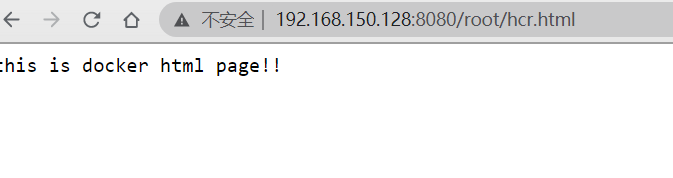 不安全 | 192.168.150.128:8080/root/hcr.html
this is docker html page!!